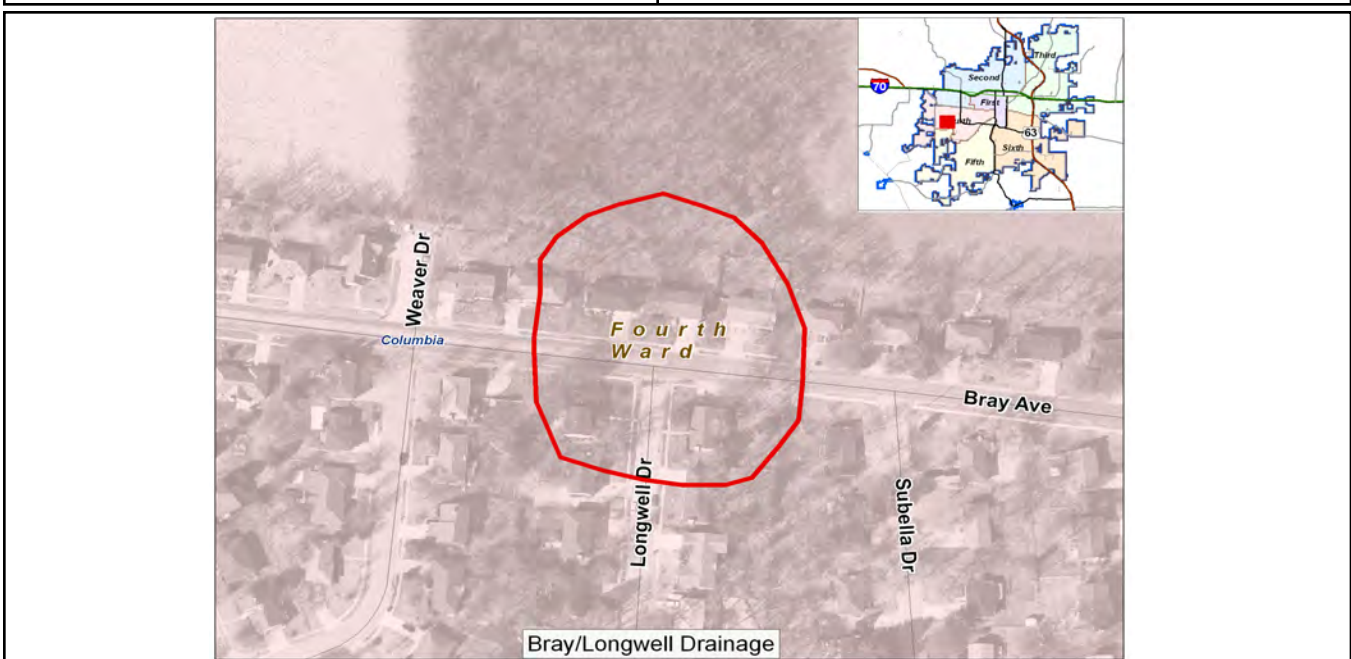 Third
Second
70
First
63
Sixth
Fifth
Weaver Dr
Columbia
Fourth
Ward
Bray Ave
Longwell Dr
Subella Dr
Bray/Longwell Drainage